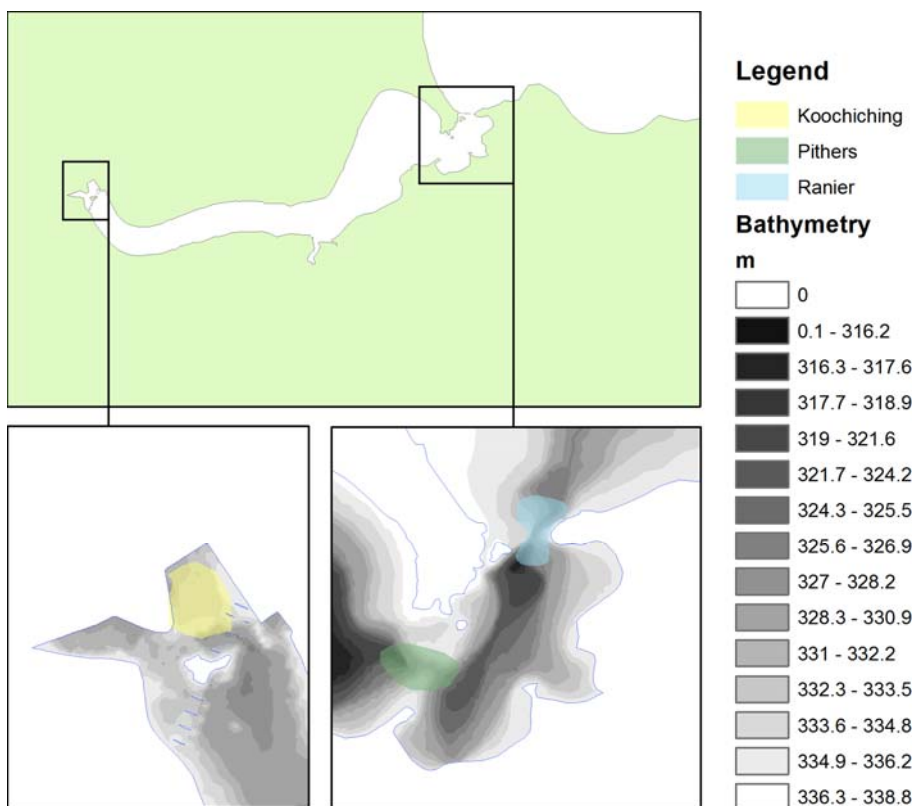 Legend
Koochiching
Pithers
Ranier
Bathymetry
m
0
0.1 - 316.2
316.3 - 317.6
317.7 - 318.9
319 - 321.6
321.7 - 324.2
324.3 - 325.5
325.6 - 326.9
327 - 328.2
328.3 - 330.9
331 - 332.2
332.3 - 333.5
333.6 - 334.8
334.9 - 336.2
336.3 - 338.8